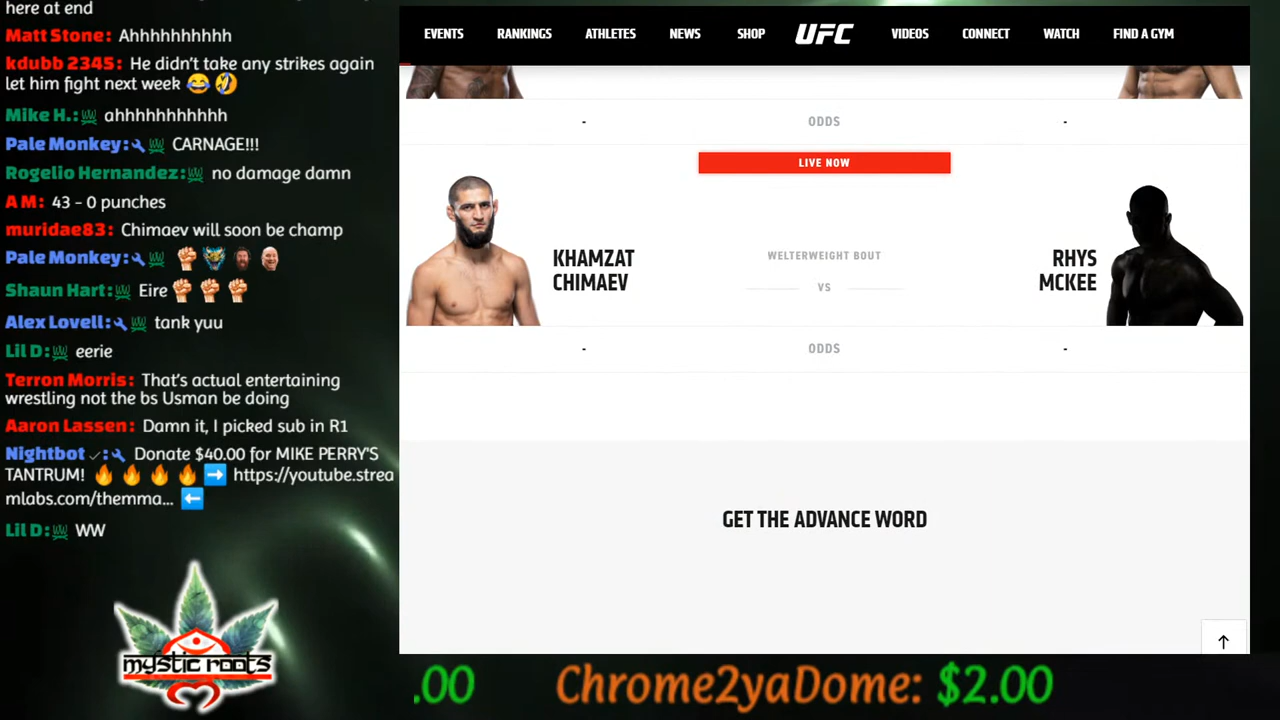 here at end
Matt Stone: Ahhhhhhhhhh
kdubb 2345: He didn't take any strikes again
let him fight next week 😂 🤣
Mike H.: ahhhhhhhhhhh
Pale Monkey: CARNAGE!!!
Rogelio Hernandez: no damage damn
A M: 43 - 0 punches
muridae83: Chimaev will soon be champ
Pale Monkey: ✊🏼
Shaun Hart: Eire ✊🏼 ✊🏼 ✊🏼
Alex Lovell: tank yuu
Lil D: eerie
Terron Morris: That's actual entertaining
wrestling not the bs Usman be doing
Aaron Lassen: Damn it, I picked sub in R1
Nightbot ✓: Donate $40.00 for MIKE PERRY'S
TANTRUM! 🔥 🔥 🔥 🔥 ➡️ https://youtube.strea
mlabs.com/themma... ⬅️
Lil D: WW
mystic roots
EVENTS RANKINGS ATHLETES NEWS SHOP UFC VIDEOS CONNECT WATCH FIND A GYM
- ODDS -
LIVE NOW
KHAMZAT
CHIMAEV
WELTERWEIGHT BOUT
VS
RHYS
MCKEE
- ODDS -
GET THE ADVANCE WORD
.00 Chrome2yaDome: $2.00